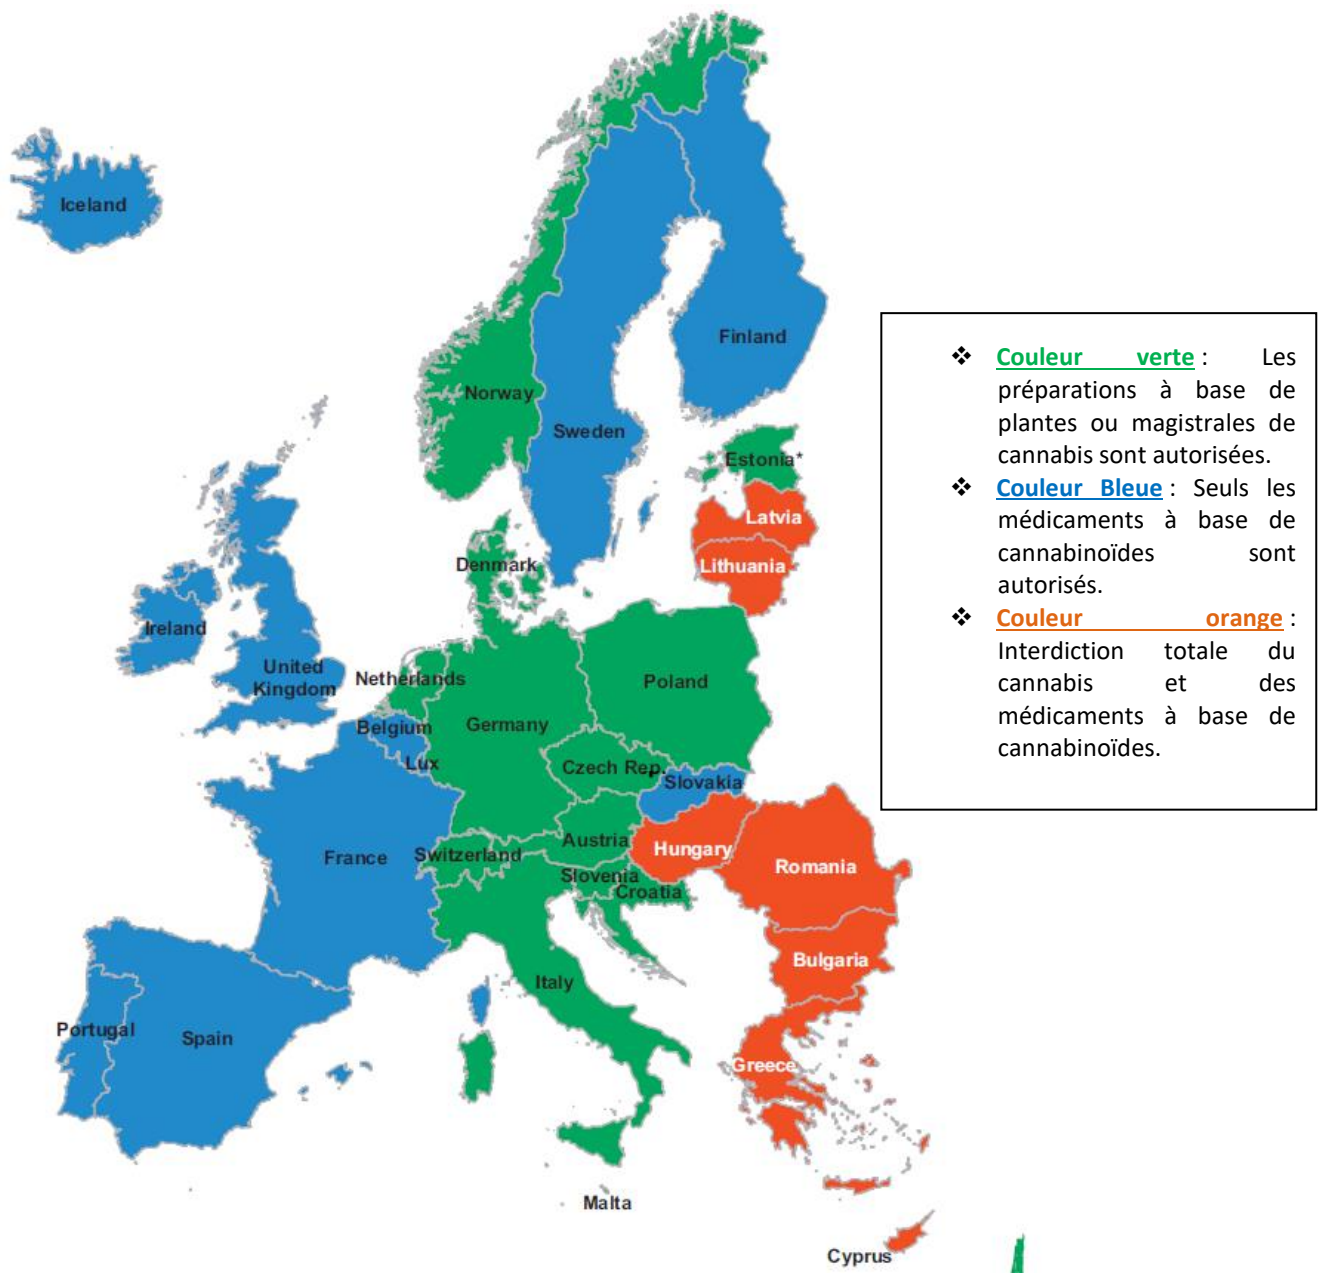 Iceland
Finland
Norway
Sweden
Estonia*
Latvia
Lithuania
Denmark
Ireland
United
Kingdom
Netherlands
Poland
Germany
Belgium
Lux
Czech Rep.
Slovakia
Austria
Hungary
France
Switzerland
Romania
Slovenia
Croatia
Bulgaria
Italy
Portugal
Spain
Greece
Malta
Cyprus
❖ Couleur verte : Les
préparations à base de
plantes ou magistrales de
cannabis sont autorisées.
❖ Couleur Bleue : Seuls les
médicaments à base de
cannabinoïdes sont
autorisés.
❖ Couleur orange :
Interdiction totale du
cannabis et des
médicaments à base de
cannabinoïdes.